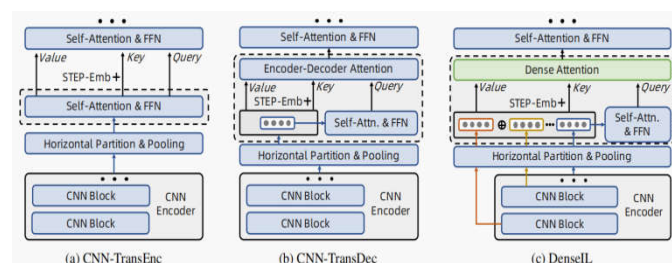 Self-Attention & FFN
Value
Key
Query
STEP-Emb+
Self-Attention & FFN
Horizontal Partition & Pooling
CNN Block
CNN Block
CNN
Encoder
(a) CNN-TransEnc
Self-Attention & FFN
Encoder-Decoder Attention
Value
Key
Query
STEP-Emb+
Self-Attn. & FFN
Horizontal Partition & Pooling
CNN Block
CNN Block
CNN
Encoder
(b) CNN-TransDec
Self-Attention & FFN
Dense Attention
Value
Key
Query
STEP-Emb+
Self-Attn.
& FFN
Horizontal Partition & Pooling
CNN Block
CNN Block
CNN
Encoder
(c) DenseIL